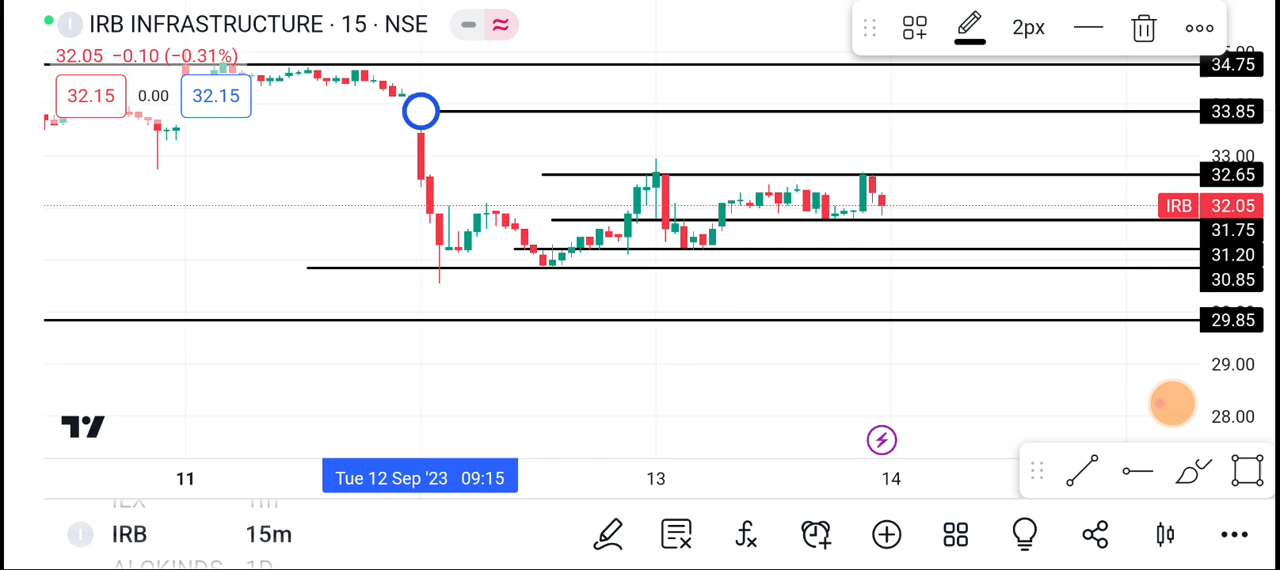 IRB INFRASTRUCTURE · 15 · NSE
2px
32.05 −0.10 (−0.31%)
34.75
32.15 0.00 32.15
33.85
33.00
32.65
IRB 32.05
31.75
31.20
30.85
29.85
29.00
28.00
11 Tue 12 Sep '23 09:15 13 14
IRB 15m